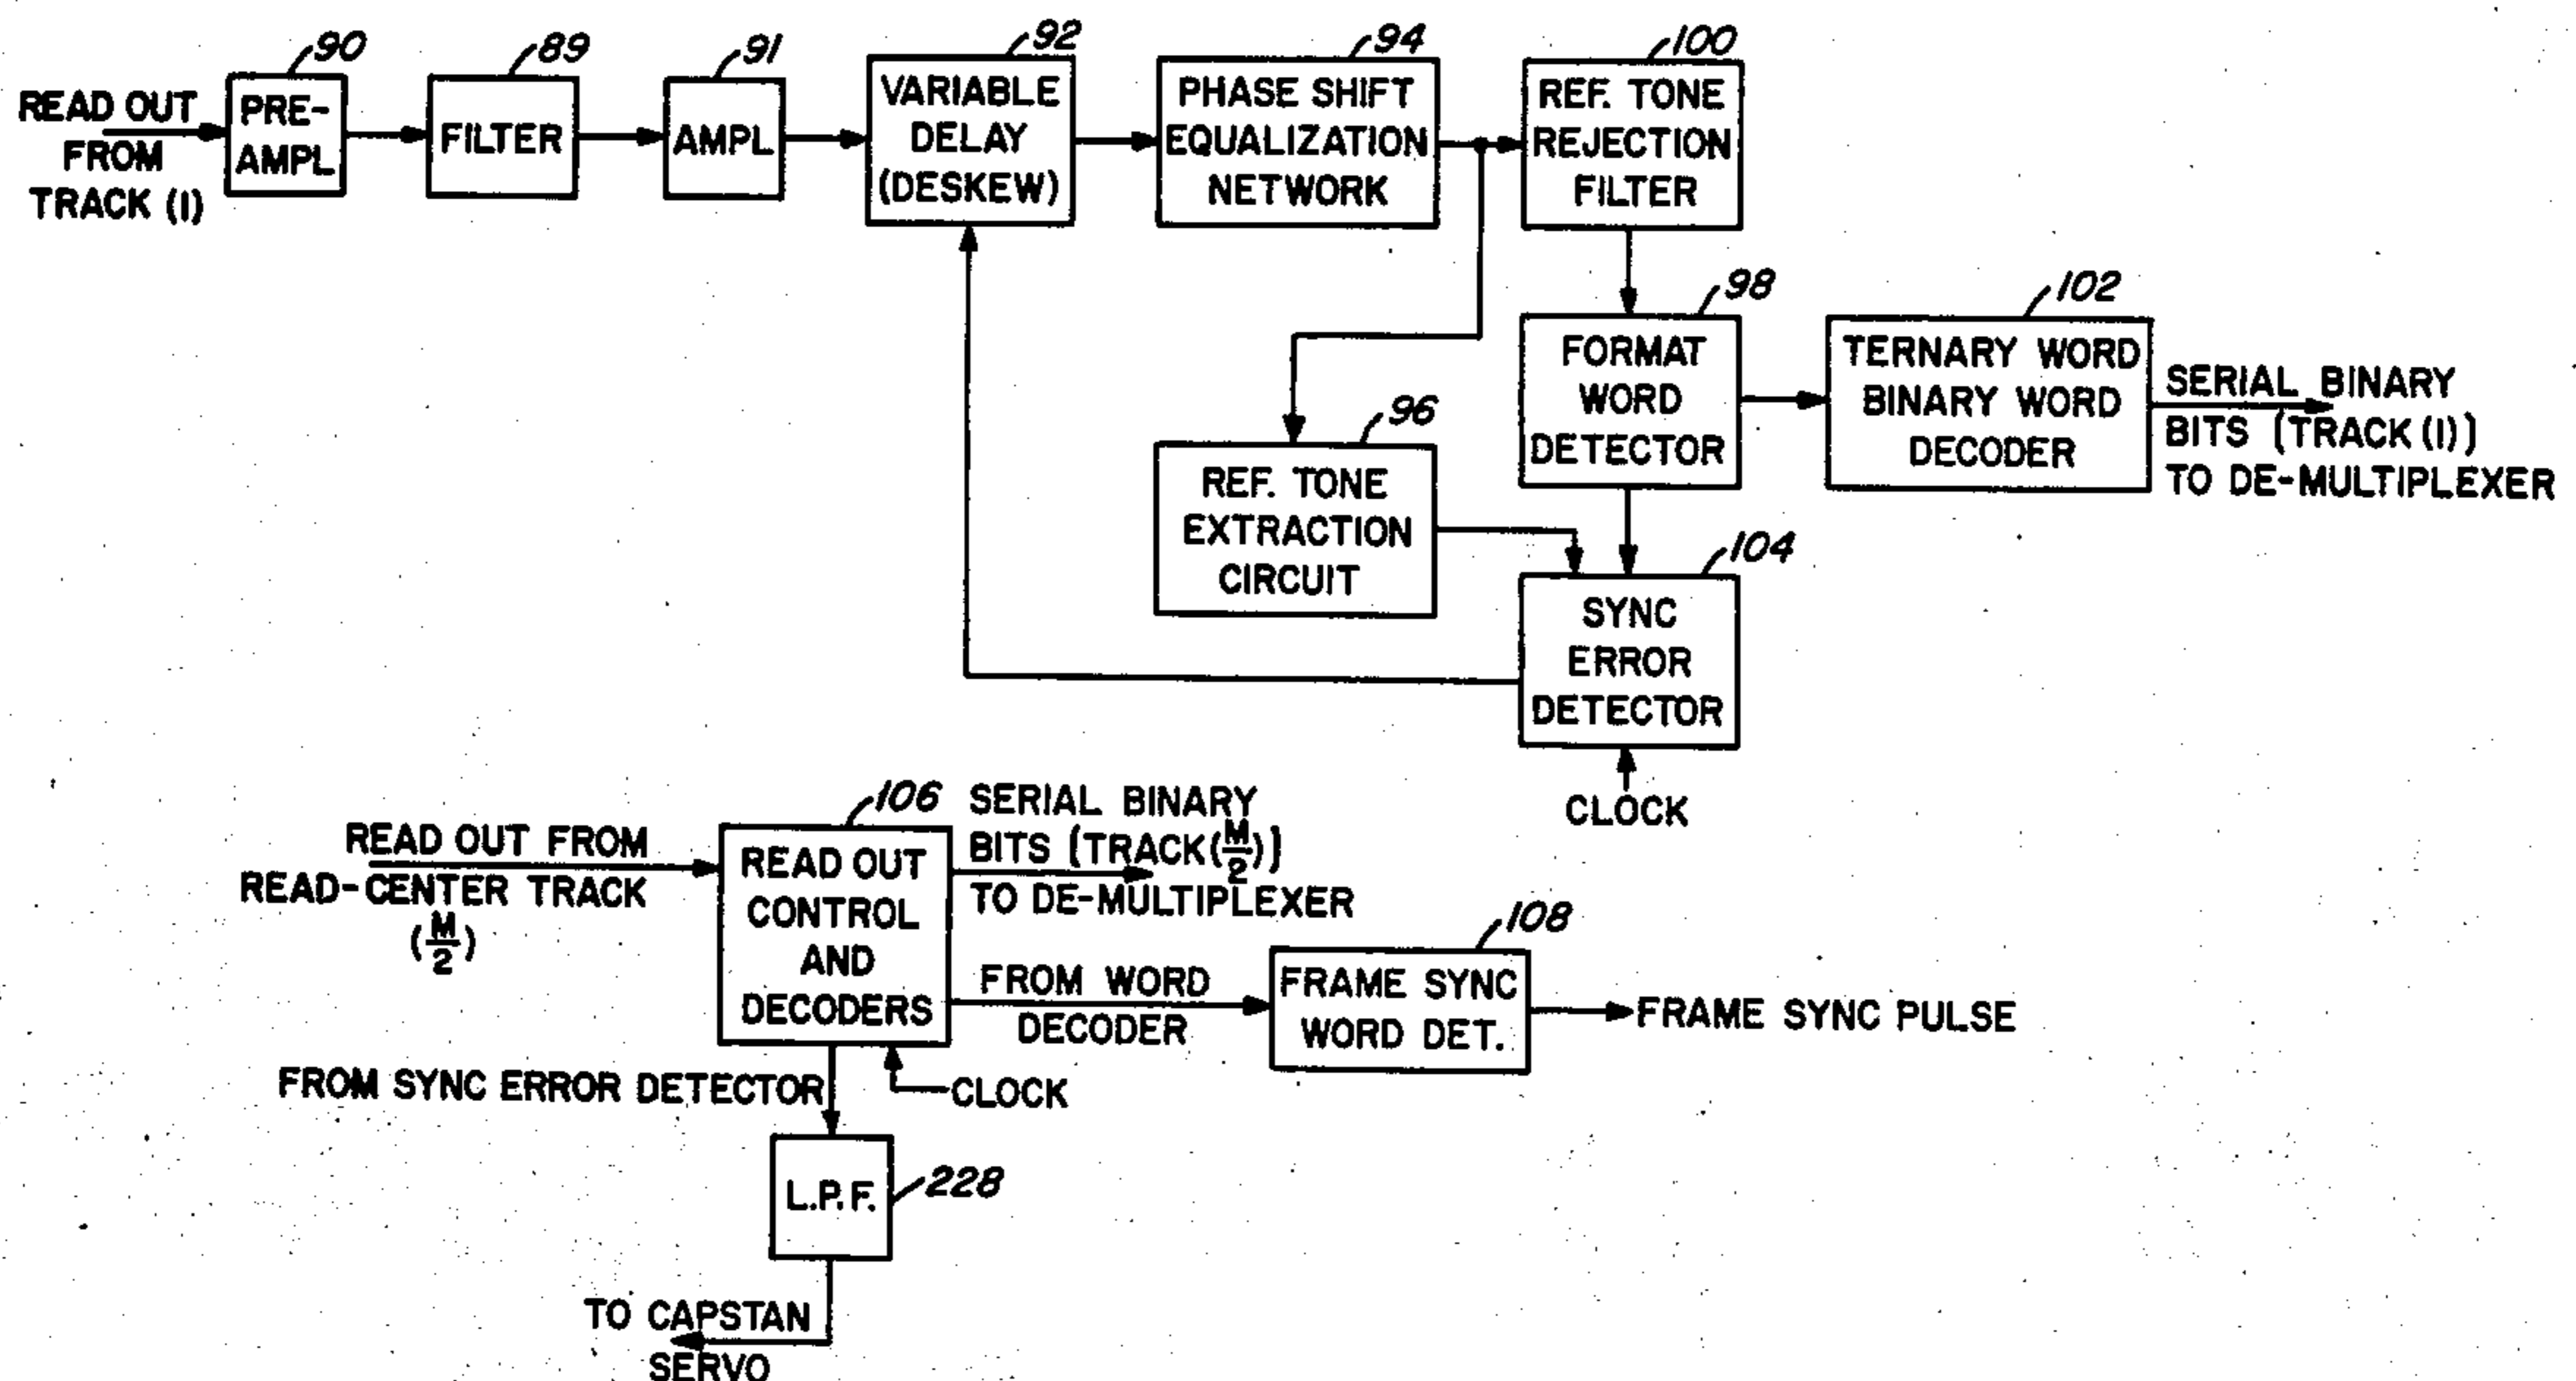 90
89
91
92
94
100
READ OUT
FROM
TRACK (1)
PRE-
AMPL
FILTER
AMPL
VARIABLE
DELAY
(DESKEW)
PHASE SHIFT
EQUALIZATION
NETWORK
REF. TONE
REJECTION
FILTER
98
FORMAT
WORD
DETECTOR
102
TERNARY WORD
BINARY WORD
DECODER
SERIAL BINARY
BITS (TRACK (1))
TO DE-MULTIPLEXER
96
REF. TONE
EXTRACTION
CIRCUIT
104
SYNC
ERROR
DETECTOR
CLOCK
READ OUT FROM
READ-CENTER TRACK
(M/2)
106
READ OUT
CONTROL
AND
DECODERS
SERIAL BINARY
BITS (TRACK (M/2))
TO DE-MULTIPLEXER
FROM WORD
DECODER
108
FRAME SYNC
WORD DET.
FRAME SYNC PULSE
FROM SYNC ERROR DETECTOR
CLOCK
L.P.F.
228
TO CAPSTAN
SERVO